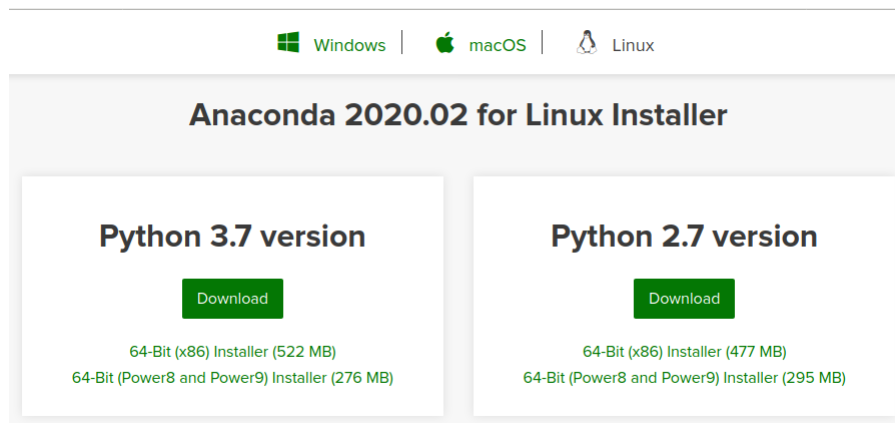 Windows | macOS | Linux
Anaconda 2020.02 for Linux Installer
Python 3.7 version
Download
64-Bit (x86) Installer (522 MB)
64-Bit (Power8 and Power9) Installer (276 MB)
Python 2.7 version
Download
64-Bit (x86) Installer (477 MB)
64-Bit (Power8 and Power9) Installer (295 MB)